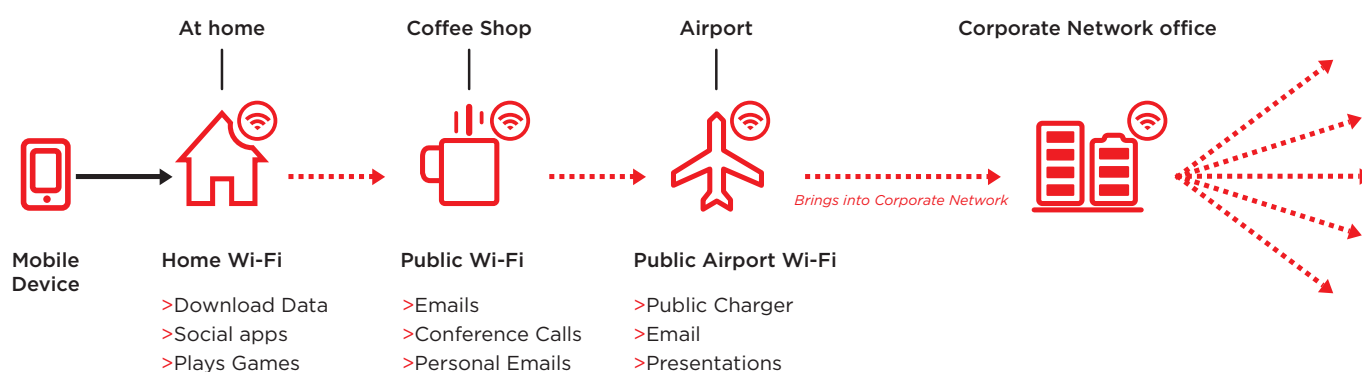 At home
Coffee Shop
Airport
Corporate Network office
Brings into Corporate Network
Mobile
Device
Home Wi-Fi
>Download Data
>Social apps
>Plays Games
Public Wi-Fi
>Emails
>Conference Calls
>Personal Emails
Public Airport Wi-Fi
>Public Charger
>Email
>Presentations